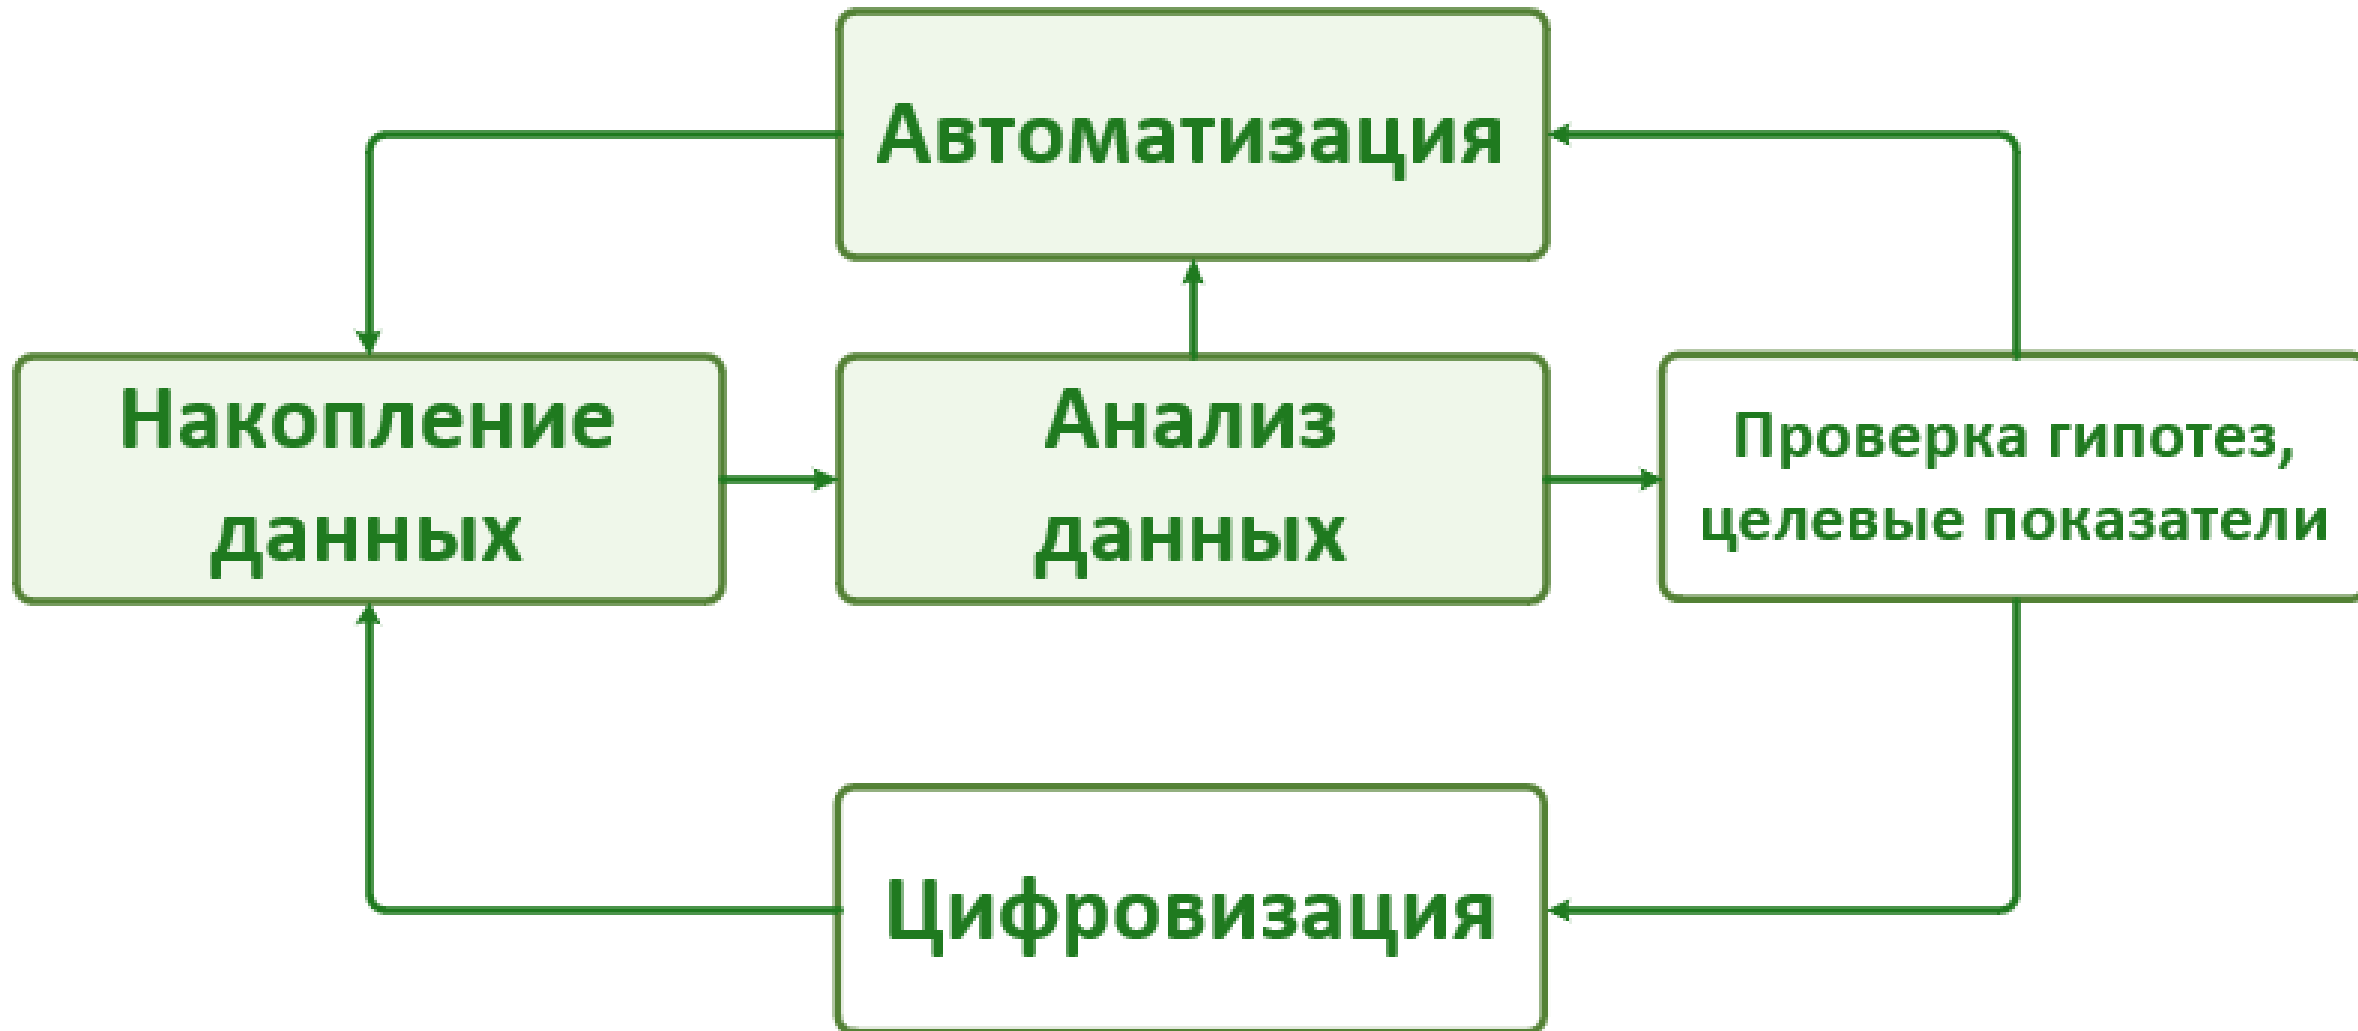 Автоматизация
Накопление
данных
Анализ
данных
Проверка гипотез,
целевые показатели
Цифровизация